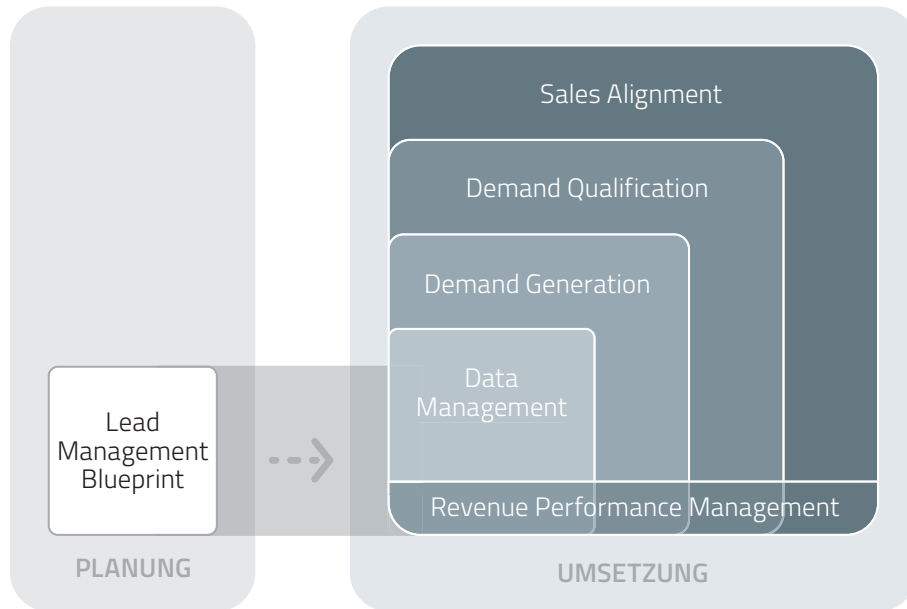 Lead
Management
Blueprint
PLANUNG
Sales Alignment
Demand Qualification
Demand Generation
Data
Management
Revenue Performance Management
UMSETZUNG